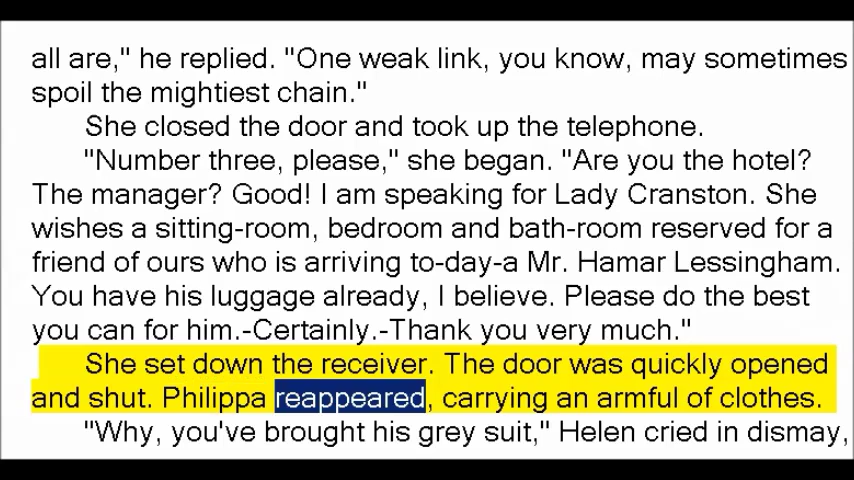 all are," he replied. "One weak link, you know, may sometimes
spoil the mightiest chain."
She closed the door and took up the telephone.
"Number three, please," she began. "Are you the hotel?
The manager? Good! I am speaking for Lady Cranston. She
wishes a sitting-room, bedroom and bath-room reserved for a
friend of ours who is arriving to-day-a Mr. Hamar Lessingham.
You have his luggage already, I believe. Please do the best
you can for him.-Certainly.-Thank you very much."
She set down the receiver. The door was quickly opened
and shut. Philippa reappeared, carrying an armful of clothes.
"Why, you've brought his grey suit," Helen cried in dismay,